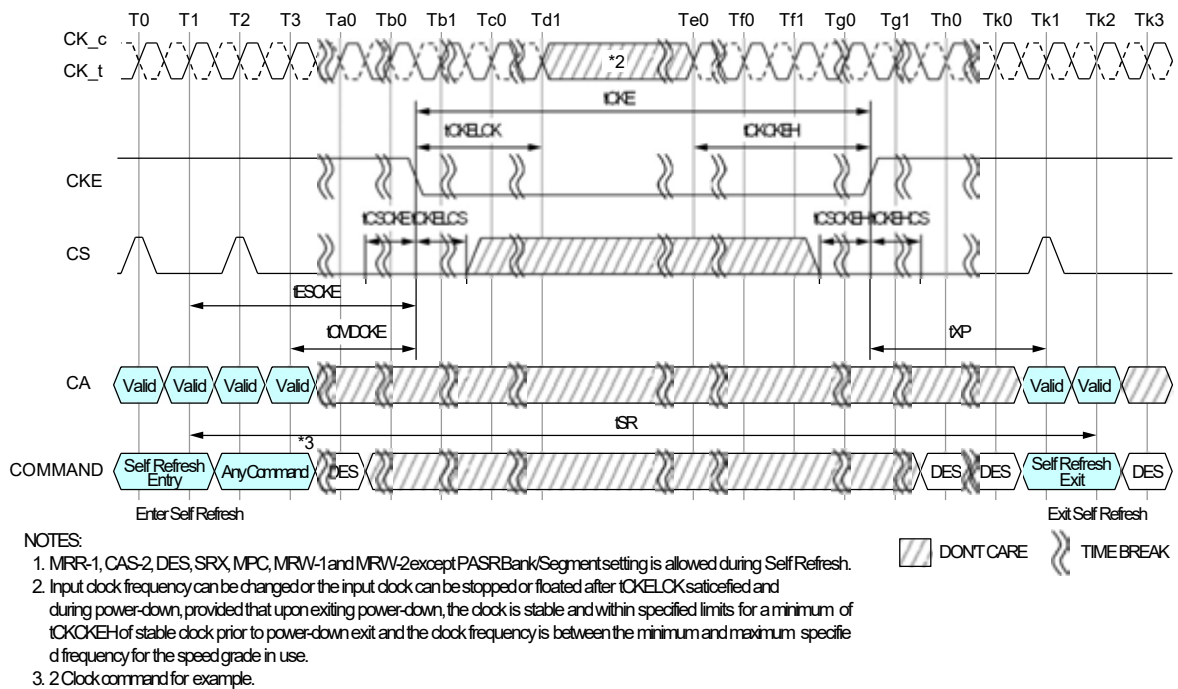 T0 T1 T2 T3 Ta0 Tb0 Tb1 Tc0 Td1 Te0 Tf0 Tf1 Tg0 Tg1 Th0 Tk0 Tk1 Tk2 Tk3
CK_c
CK_t
*2
tCKE
tCKELCK tCKCKEH
CKE
tCSCKE tCKELCS tCSCKEH tCKEHCS
CS
tESCKE
tCMDCKE tXP
CA Valid Valid Valid Valid Valid Valid
tSR
*3
COMMAND Self Refresh Entry Any Command DES DES DES Self Refresh Exit DES
Enter Self Refresh Exit Self Refresh
NOTES:
DON'T CARE TIME BREAK
1. MRR-1, CAS-2, DES, SRX, MPC, MRW-1 and MRW-2 except PASR Bank/Segment setting is allowed during Self Refresh.
2. Input clock frequency can be changed or the input clock can be stopped or floated after tCKELCK saticefied and
during power-down, provided that upon exiting power-down, the clock is stable and within specified limits for a minimum of
tCKCKEH of stable clock prior to power-down exit and the clock frequency is between the minimum and maximum specifie
d frequency for the speed grade in use.
3. 2 Clock command for example.